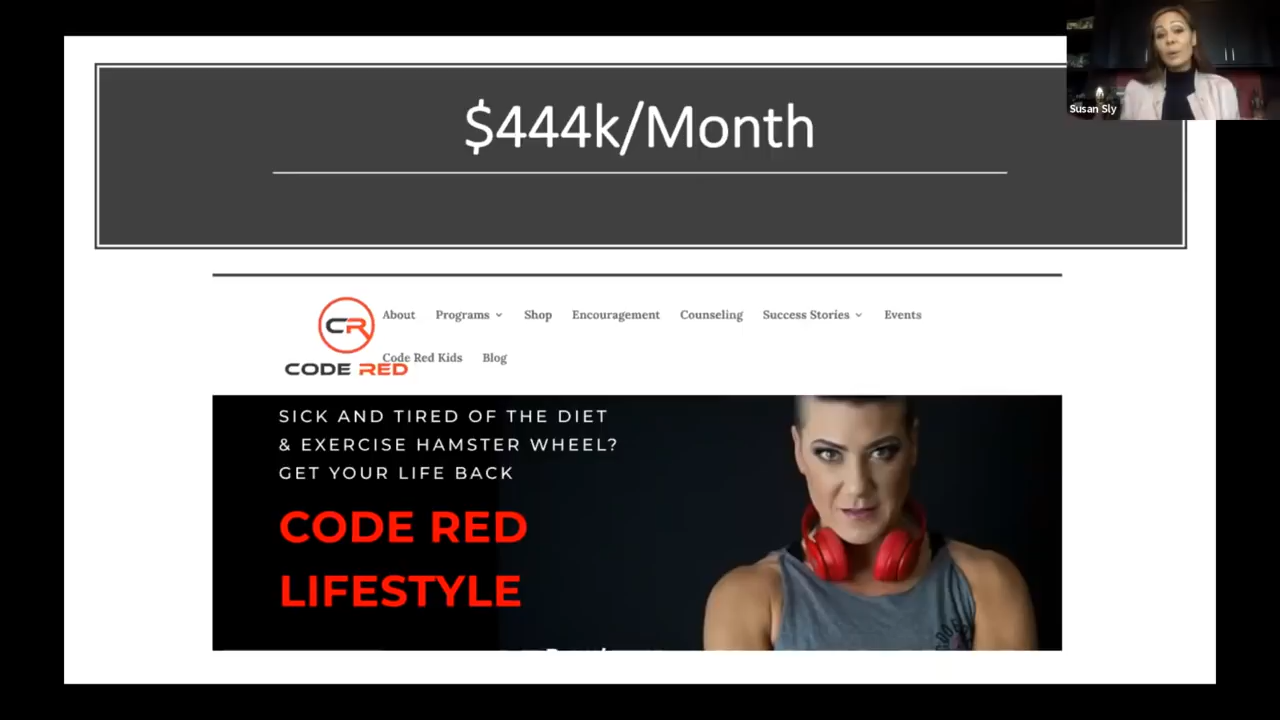 $444k/Month
Susan Sly
About Programs Shop Encouragement Counseling Success Stories Events
Code Red Kids Blog
CR
CODE RED
SICK AND TIRED OF THE DIET
& EXERCISE HAMSTER WHEEL?
GET YOUR LIFE BACK
CODE RED
LIFESTYLE